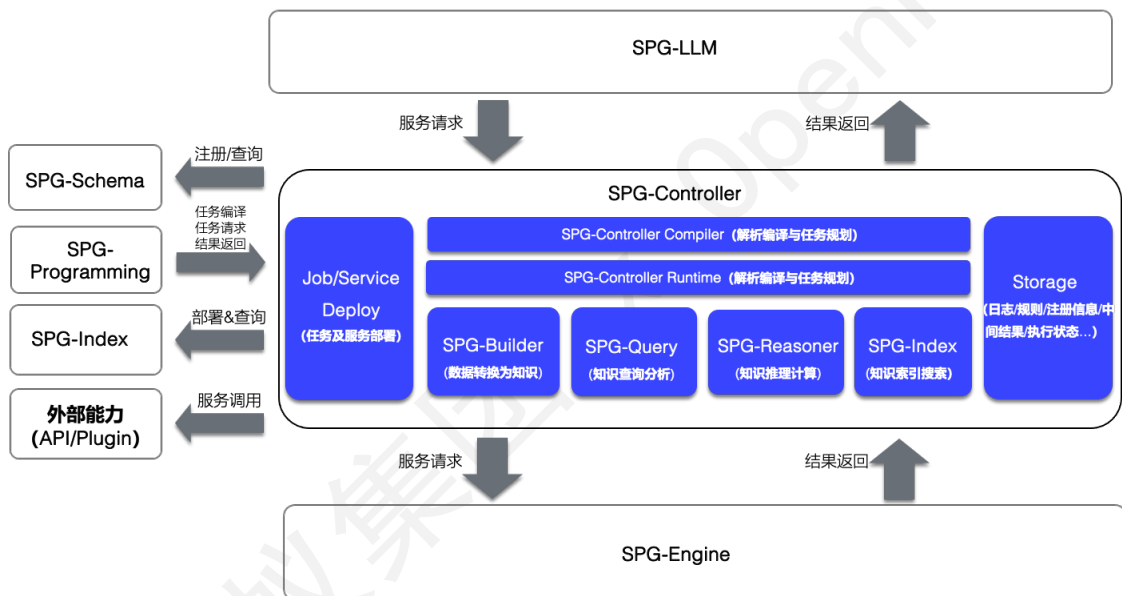 SPG-LLM
服务请求
结果返回
注册/查询
SPG-Schema
任务编译
任务请求
结果返回
SPG-
Programming
部署&查询
SPG-Index
服务调用
外部能力
(API/Plugin)
SPG-Controller
Job/Service
Deploy
(任务及服务部署)
SPG-Controller Compiler (解析编译与任务规划)
SPG-Controller Runtime (解析编译与任务规划)
SPG-Builder
(数据转换为知识)
SPG-Query
(知识查询分析)
SPG-Reasoner
(知识推理计算)
SPG-Index
(知识索引搜索)
Storage
(日志/规则/注册信息/中
间结果/执行状态...)
服务请求
结果返回
SPG-Engine
蚁集团 x Open